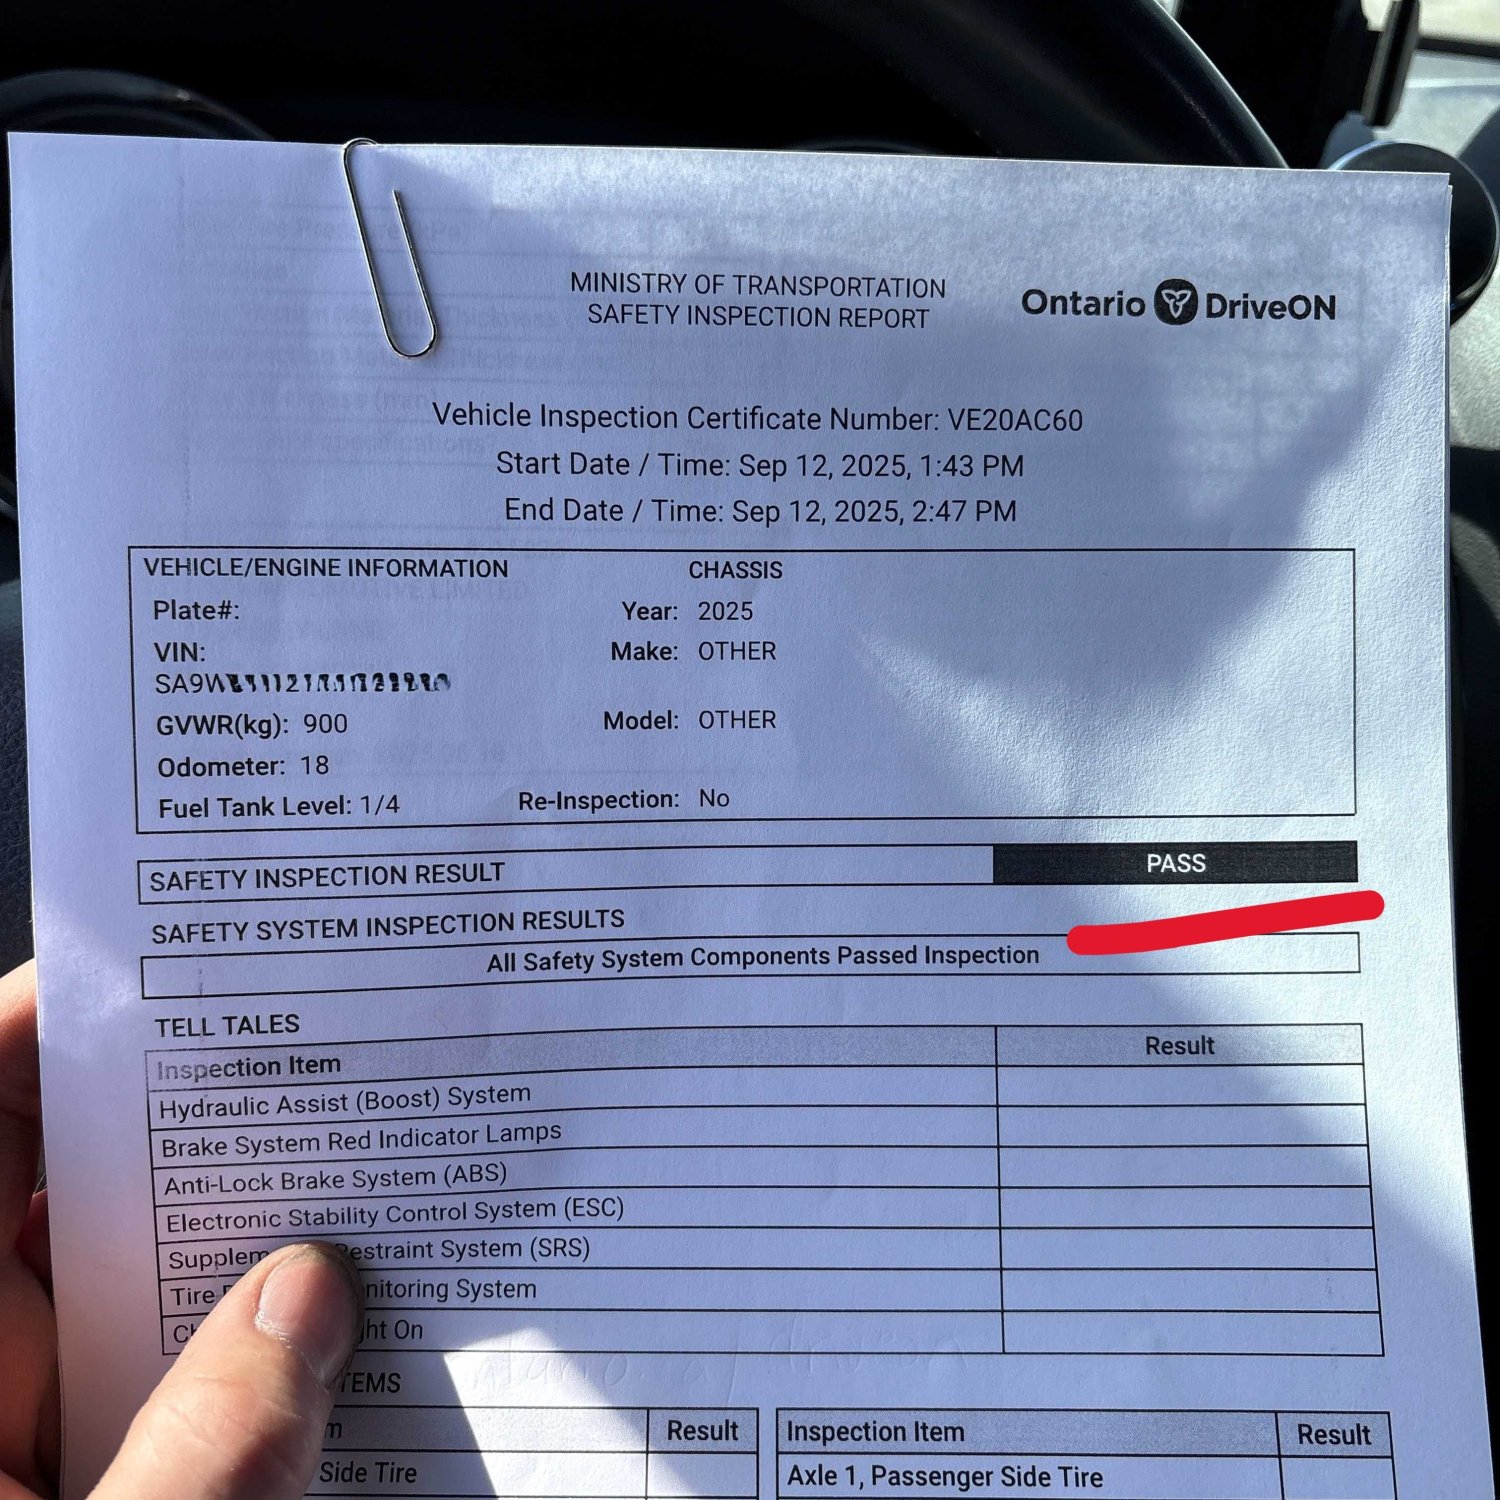 MINISTRY OF TRANSPORTATION
SAFETY INSPECTION REPORT
Ontario DriveON
Vehicle Inspection Certificate Number: VE20AC60
Start Date / Time: Sep 12, 2025, 1:43 PM
End Date / Time: Sep 12, 2025, 2:47 PM
VEHICLE/ENGINE INFORMATION CHASSIS
Plate#: Year: 2025
VIN: Make: OTHER
SA9W
GVWR(kg): 900 Model: OTHER
Odometer: 18
Fuel Tank Level: 1/4 Re-Inspection: No
SAFETY INSPECTION RESULT PASS
SAFETY SYSTEM INSPECTION RESULTS
All Safety System Components Passed Inspection
TELL TALES
Inspection Item Result
Hydraulic Assist (Boost) System
Brake System Red Indicator Lamps
Anti-Lock Brake System (ABS)
Electronic Stability Control System (ESC)
Restraint System (SRS)
Tire System
On
Result Inspection Item Result
Side Tire Axle 1, Passenger Side Tire